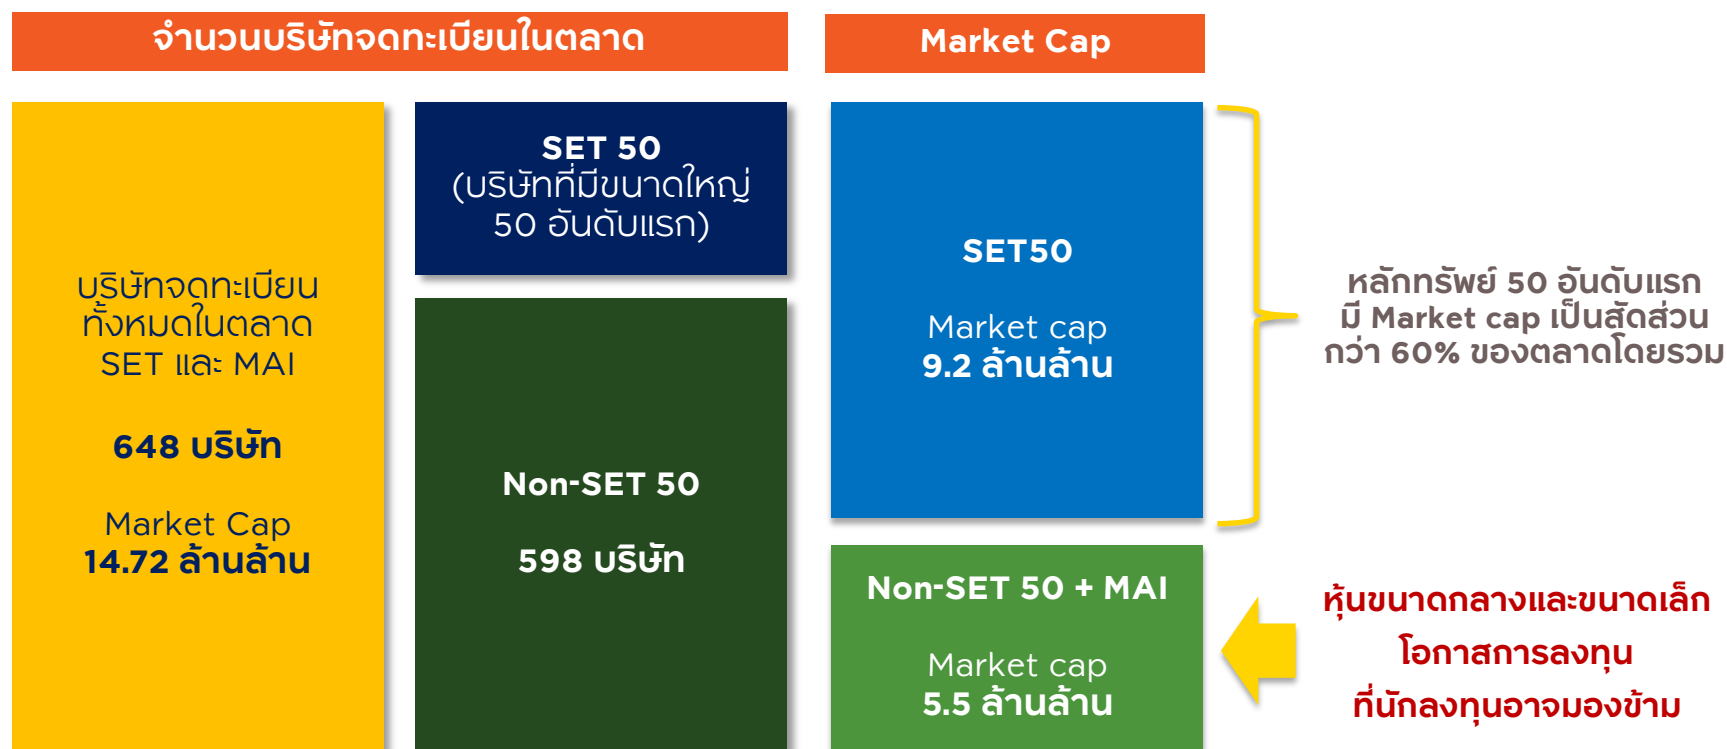 จำนวนบริษัทจดทะเบียนในตลาด
Market Cap
บริษัทจดทะเบียน
ทั้งหมดในตลาด
SET และ MAI
648 บริษัท
Market Cap
14.72 ล้านล้าน
SET 50
(บริษัทที่มีขนาดใหญ่
50 อันดับแรก)
Non-SET 50
598 บริษัท
SET50
Market cap
9.2 ล้านล้าน
Non-SET 50 + MAI
Market cap
5.5 ล้านล้าน
หลักทรัพย์ 50 อันดับแรก
มี Market cap เป็นสัดส่วน
กว่า 60% ของตลาดโดยรวม
หุ้นขนาดกลางและขนาดเล็ก
โอกาสการลงทุน
ที่นักลงทุนอาจมองข้าม